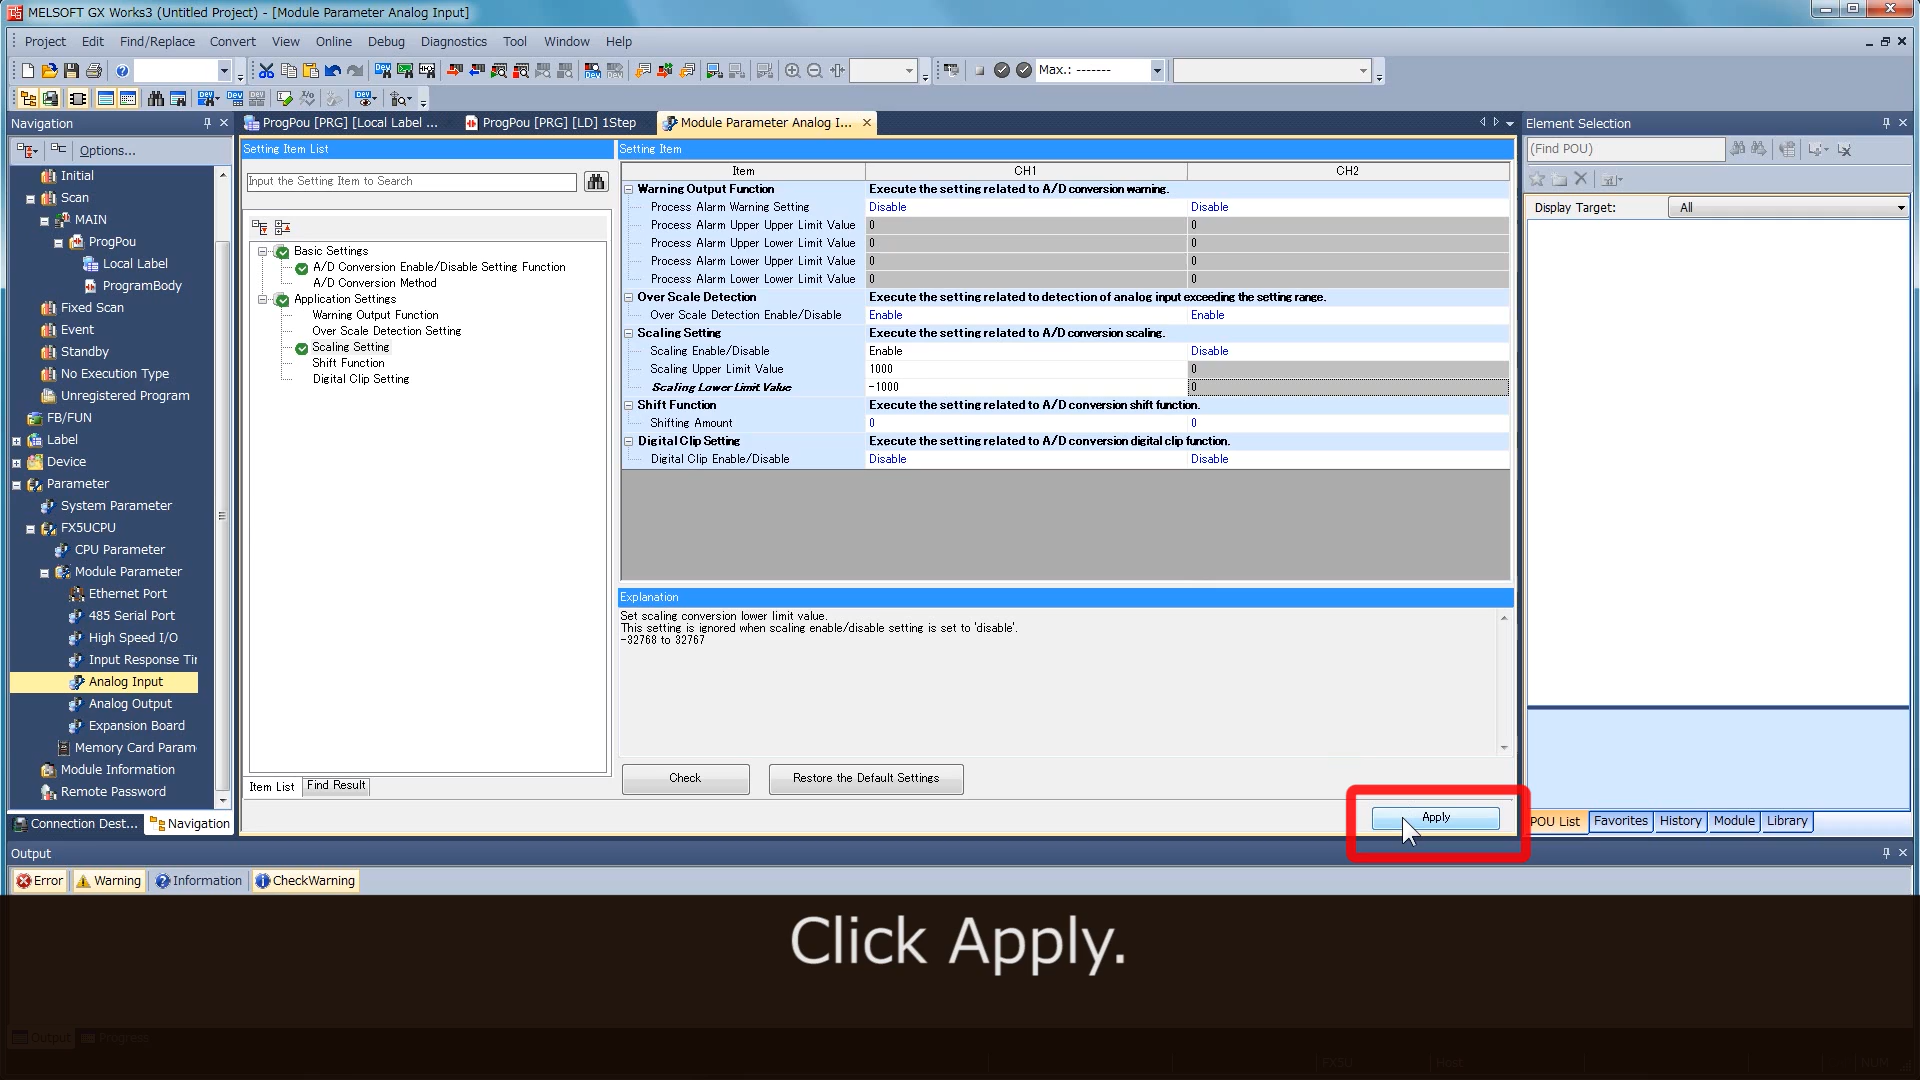 MELSOFT GX Works3 (Untitled Project) - [Module Parameter Analog Input]
Project Edit Find/Replace Convert View Online Debug Diagnostics Tool Window Help
Max.: -------
Navigation
ProgPou [PRG] [Local Label ...
ProgPou [PRG] [LD] 1Step
Module Parameter Analog I...
Element Selection
Options...
Initial
Scan
MAIN
ProgPou
Local Label
ProgramBody
Fixed Scan
Event
Standby
No Execution Type
Unregistered Program
FB/FUN
Label
Device
Parameter
System Parameter
FX5UCPU
CPU Parameter
Module Parameter
Ethernet Port
485 Serial Port
High Speed I/O
Input Response Tir
Analog Input
Analog Output
Expansion Board
Memory Card Param
Module Information
Remote Password
Connection Dest...
Navigation
Setting Item List
Input the Setting Item to Search
Basic Settings
A/D Conversion Enable/Disable Setting Function
A/D Conversion Method
Application Settings
Warning Output Function
Over Scale Detection Setting
Scaling Setting
Shift Function
Digital Clip Setting
Item List
Find Result
Setting Item
Item CH1 CH2
Warning Output Function Execute the setting related to A/D conversion warning.
Process Alarm Warning Setting Disable Disable
Process Alarm Upper Upper Limit Value 0 0
Process Alarm Upper Lower Limit Value 0 0
Process Alarm Lower Upper Limit Value 0 0
Process Alarm Lower Lower Limit Value 0 0
Over Scale Detection Execute the setting related to detection of analog input exceeding the setting range.
Over Scale Detection Enable/Disable Enable Enable
Scaling Setting Execute the setting related to A/D conversion scaling.
Scaling Enable/Disable Enable Disable
Scaling Upper Limit Value 1000 0
Scaling Lower Limit Value -1000 0
Shift Function Execute the setting related to A/D conversion shift function.
Shifting Amount 0 0
Digital Clip Setting Execute the setting related to A/D conversion digital clip function.
Digital Clip Enable/Disable Disable Disable
Explanation
Set scaling conversion lower limit value.
This setting is ignored when scaling enable/disable setting is set to 'disable'.
-32768 to 32767
Check
Restore the Default Settings
Apply
(Find POU)
Display Target: All
POU List Favorites History Module Library
Output
Error Warning Information CheckWarning
Click Apply.
Output Progress
FX5U Host NUM